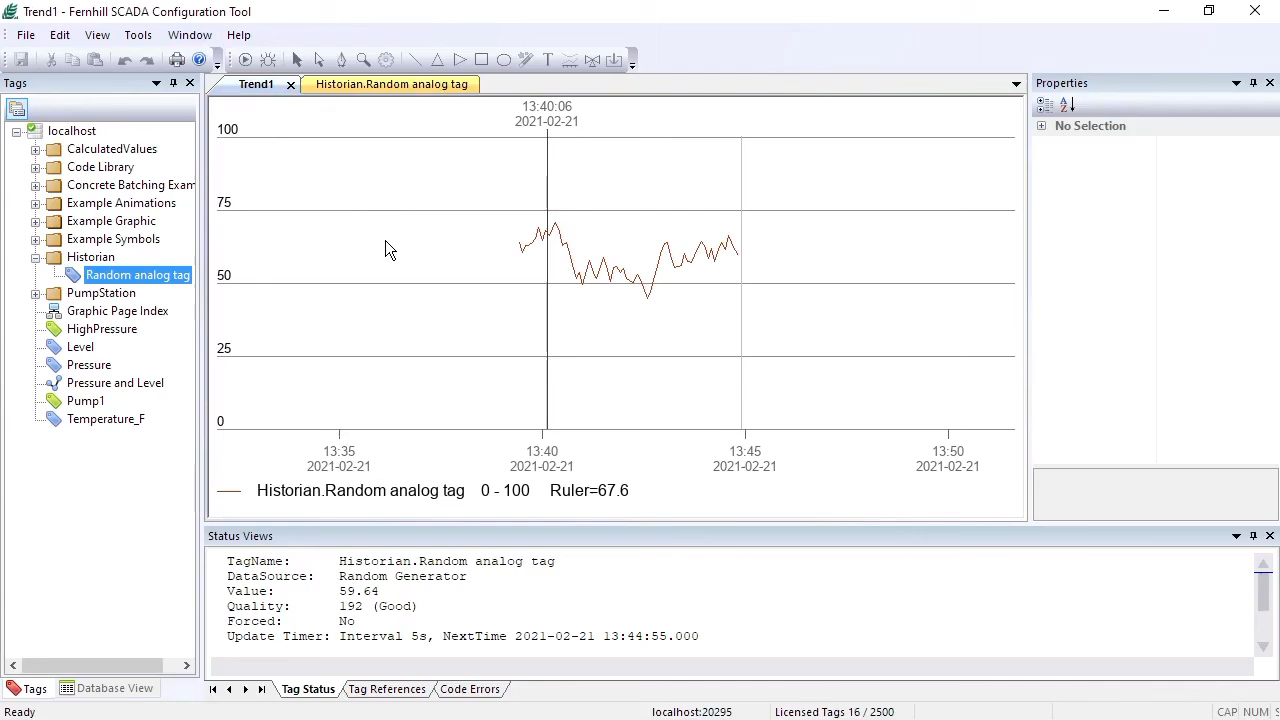 Trend1 - Fernhill SCADA Configuration Tool
File Edit View Tools Window Help
Tags
Trend1
Historian.Random analog tag
Properties
localhost
CalculatedValues
Code Library
Concrete Batching Exam
Example Animations
Example Graphic
Example Symbols
Historian
Random analog tag
PumpStation
Graphic Page Index
HighPressure
Level
Pressure
Pressure and Level
Pump1
Temperature_F
13:40:06
2021-02-21
100
75
50
25
0
13:35 13:40 13:45 13:50
2021-02-21 2021-02-21 2021-02-21 2021-02-21
Historian.Random analog tag 0 - 100 Ruler=67.6
No Selection
Status Views
TagName: Historian.Random analog tag
DataSource: Random Generator
Value: 59.64
Quality: 192 (Good)
Forced: No
Update Timer: Interval 5s, NextTime 2021-02-21 13:44:55.000
Tags Database View
Tag Status Tag References Code Errors
Ready localhost:20295 Licensed Tags 16 / 2500 CAP NUM